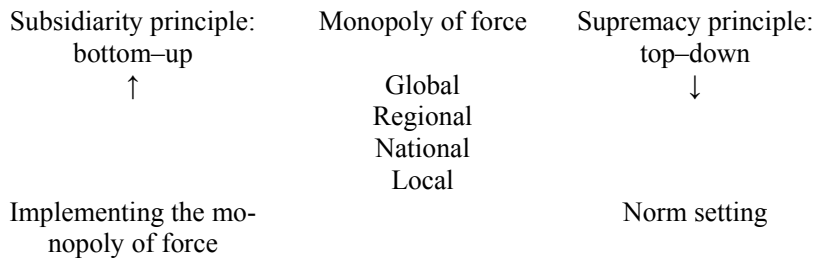 Subsidiarity principle: Monopoly of force Supremacy principle:
bottom–up top–down
↑ Global ↓
Regional
National
Local
Implementing the mo- Norm setting
nopoly of force